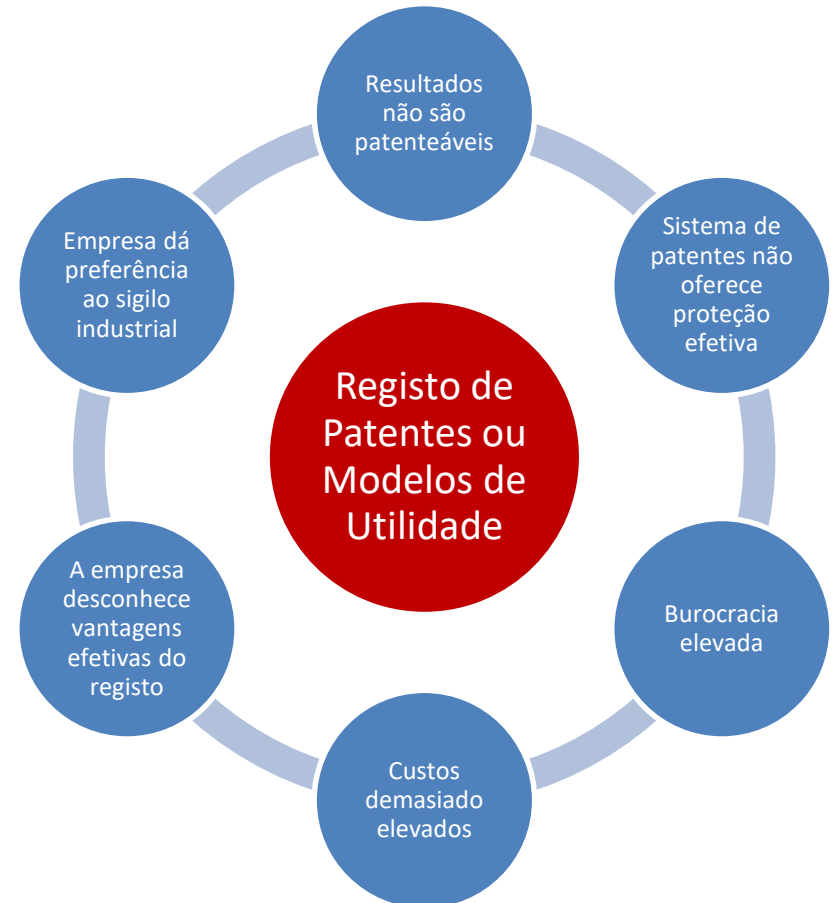 Resultados
não são
patenteáveis
Sistema de
patentes não
oferece
proteção
efetiva
Burocracia
elevada
Custos
demasiado
elevados
A empresa
desconhece
vantagens
efetivas do
registo
Empresa dá
preferência
ao sigilo
industrial
Registo de
Patentes ou
Modelos de
Utilidade